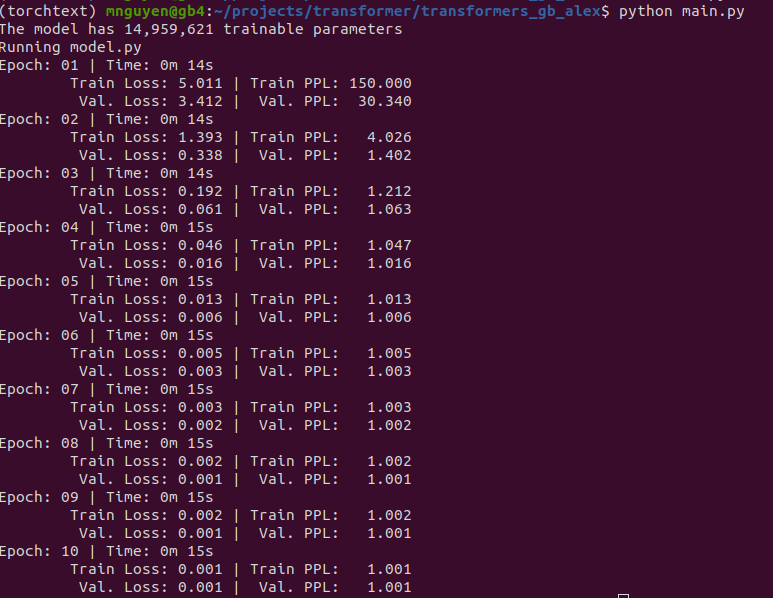 (torchtext) mnguyen@gb4:~/projects/transformer/transformers_gb_alex$ python main.py
The model has 14,959,621 trainable parameters
Running model.py
Epoch: 01 | Time: 0m 14s
        Train Loss: 5.011 | Train PPL: 150.000
         Val. Loss: 3.412 |  Val. PPL:  30.340
Epoch: 02 | Time: 0m 14s
        Train Loss: 1.393 | Train PPL:   4.026
         Val. Loss: 0.338 |  Val. PPL:   1.402
Epoch: 03 | Time: 0m 14s
        Train Loss: 0.192 | Train PPL:   1.212
         Val. Loss: 0.061 |  Val. PPL:   1.063
Epoch: 04 | Time: 0m 15s
        Train Loss: 0.046 | Train PPL:   1.047
         Val. Loss: 0.016 |  Val. PPL:   1.016
Epoch: 05 | Time: 0m 15s
        Train Loss: 0.013 | Train PPL:   1.013
         Val. Loss: 0.006 |  Val. PPL:   1.006
Epoch: 06 | Time: 0m 15s
        Train Loss: 0.005 | Train PPL:   1.005
         Val. Loss: 0.003 |  Val. PPL:   1.003
Epoch: 07 | Time: 0m 15s
        Train Loss: 0.003 | Train PPL:   1.003
         Val. Loss: 0.002 |  Val. PPL:   1.002
Epoch: 08 | Time: 0m 15s
        Train Loss: 0.002 | Train PPL:   1.002
         Val. Loss: 0.001 |  Val. PPL:   1.001
Epoch: 09 | Time: 0m 15s
        Train Loss: 0.002 | Train PPL:   1.002
         Val. Loss: 0.001 |  Val. PPL:   1.001
Epoch: 10 | Time: 0m 15s
        Train Loss: 0.001 | Train PPL:   1.001
         Val. Loss: 0.001 |  Val. PPL:   1.001